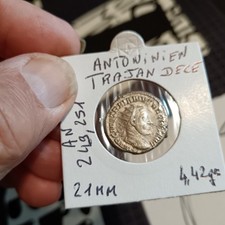 ANTONINIEN
TRAJAN DECE
AN
249,251
21MM
4,42gr